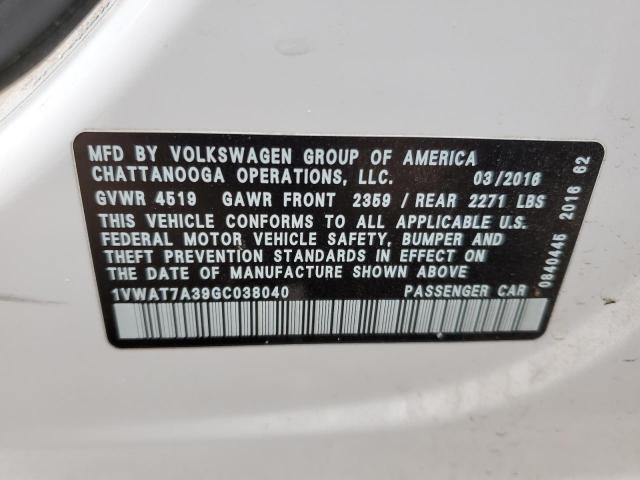 MFD BY VOLKSWAGEN GROUP OF AMERICA
CHATTANOOGA OPERATIONS, LLC. 03/2016
GVWR 4519 GAWR FRONT 2359 / REAR 2271 LBS
THIS VEHICLE CONFORMS TO ALL APPLICABLE U.S.
FEDERAL MOTOR VEHICLE SAFETY, BUMPER AND
THEFT PREVENTION STANDARDS IN EFFECT ON
THE DATE OF MANUFACTURE SHOWN ABOVE.
1VWAT7A39GC038040 PASSENGER CAR
0840445 2016 62